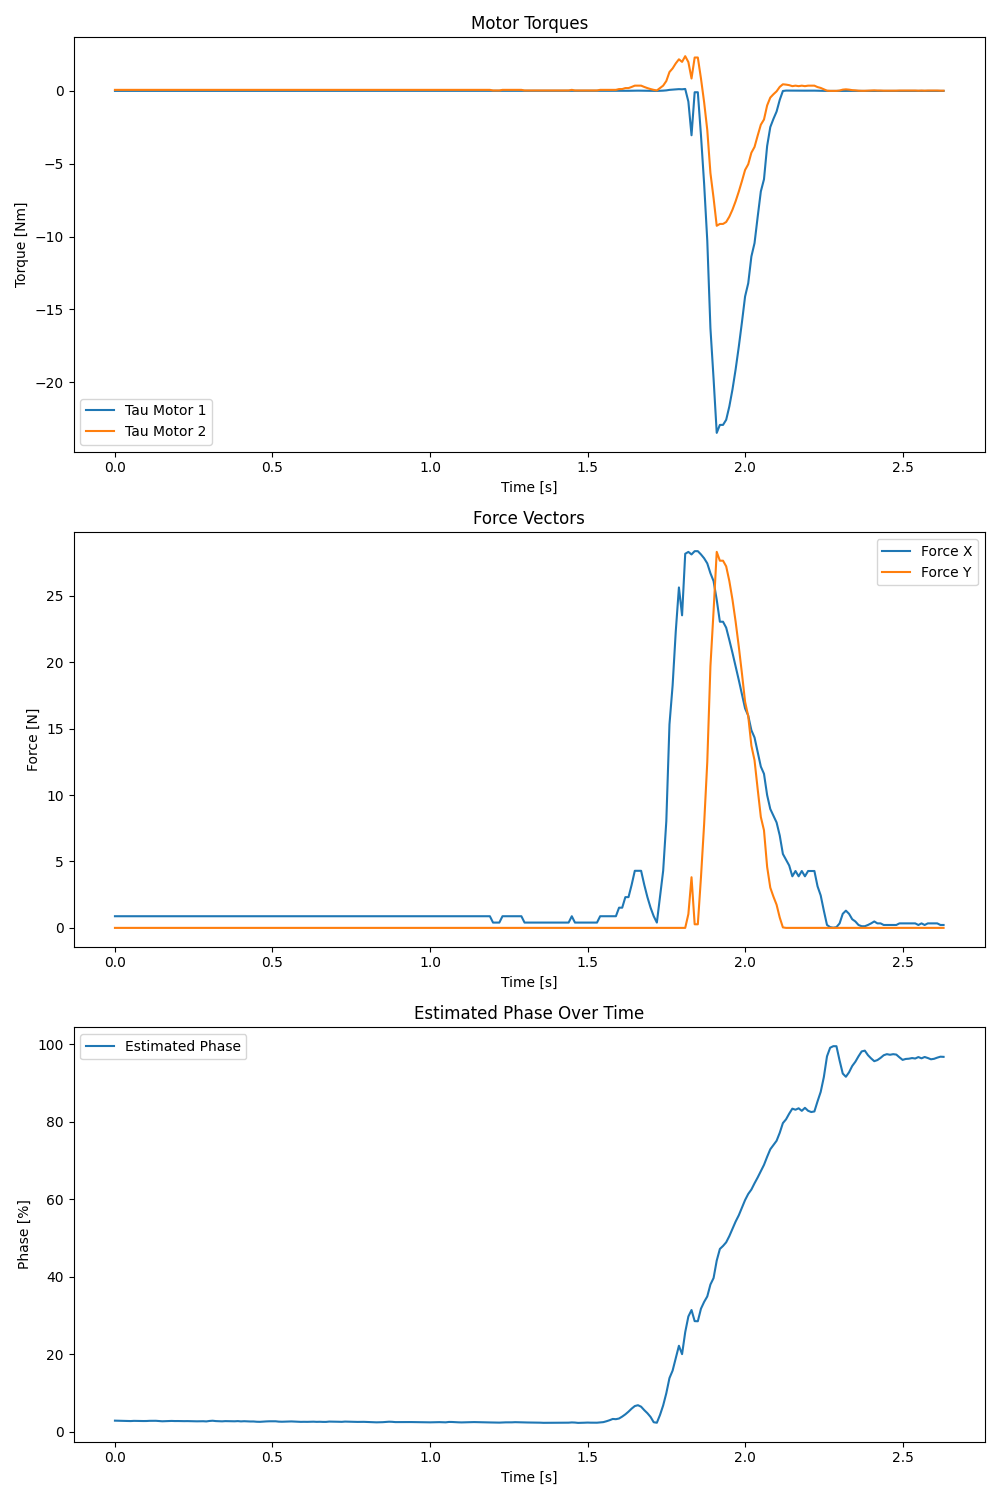 Motor Torques
0
−5
−10
−15
−20
Torque [Nm]
Tau Motor 1
Tau Motor 2
0.0 0.5 1.0 1.5 2.0 2.5
Time [s]
Force Vectors
Force X
Force Y
25
20
15
10
5
0
Force [N]
0.0 0.5 1.0 1.5 2.0 2.5
Time [s]
Estimated Phase Over Time
Estimated Phase
100
80
60
40
20
0
Phase [%]
0.0 0.5 1.0 1.5 2.0 2.5
Time [s]